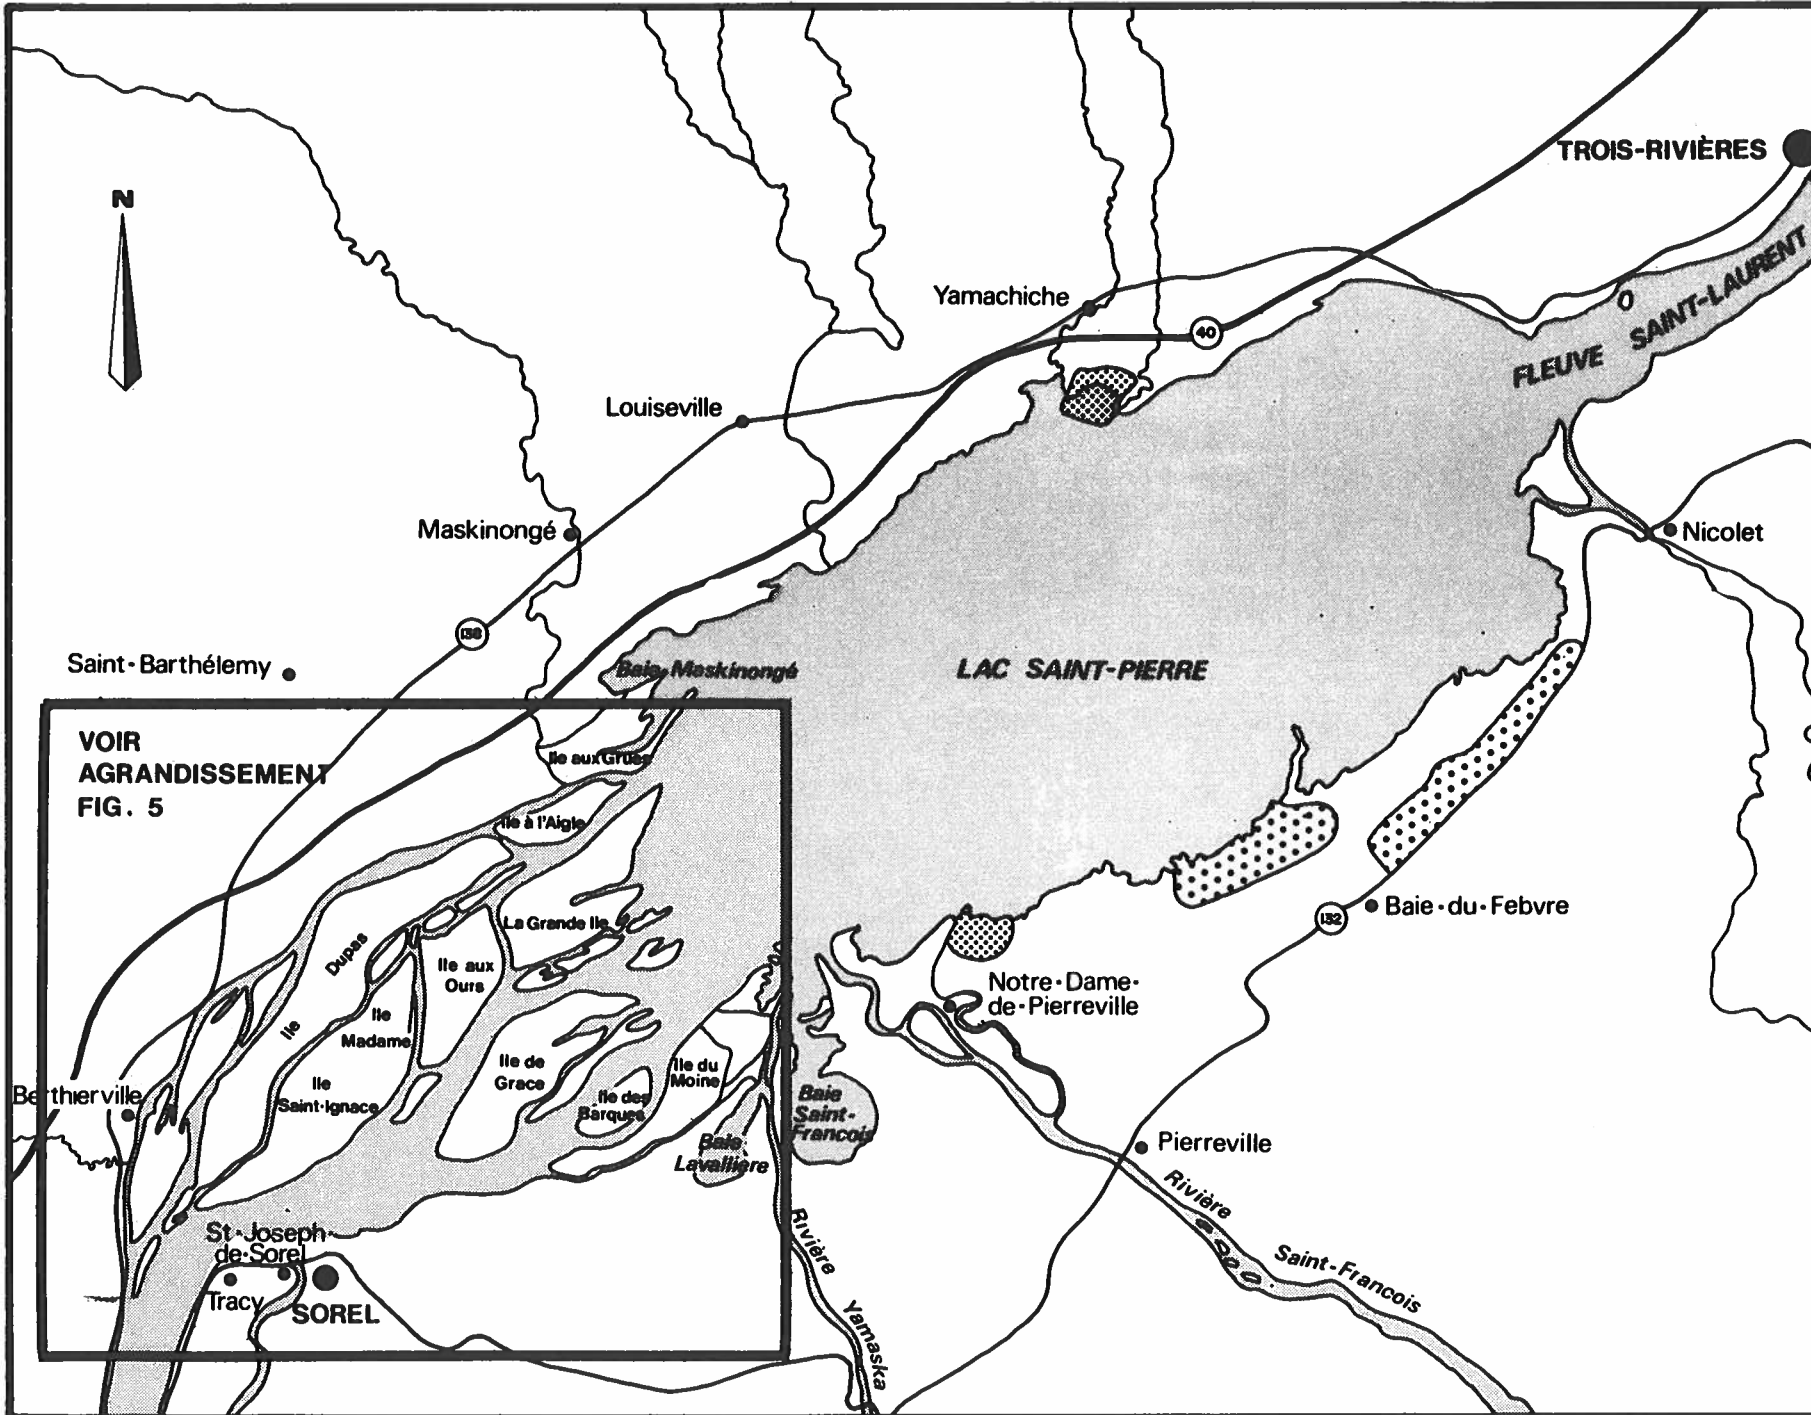 TROIS-RIVIÈRES
N
FLEUVE SAINT-LAURENT
Yamachiche
40
Louiseville
Maskinongé
Nicolet
138
Saint-Barthélemy
Baie Maskinongé
LAC SAINT-PIERRE
VOIR
AGRANDISSEMENT
FIG. 5
Ile aux Grues
Ile à l'Aigle
Baie-du-Febvre
132
La Grande Ile
Ile Dupas
Ile aux
Ours
Notre-Dame-
de-Pierreville
Ile
Madame
Ile de
Grace
Ile du
Moine
Ile
Saint-Ignace
Ile des
Barques
Berthierville
Baie
Saint-
Francois
Baie
Lavallière
Pierreville
Rivière Saint-Francois
St-Joseph-
de-Sorel
Tracy
SOREL
Rivière Yamaska